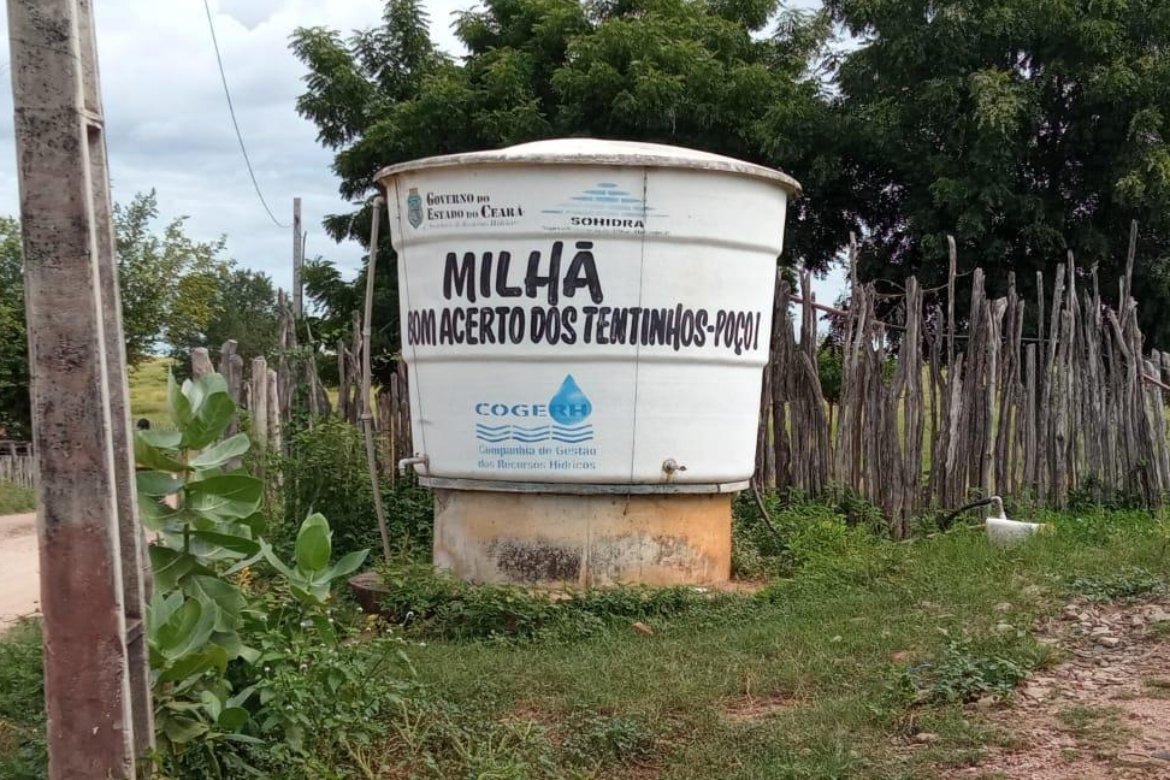 GOVERNO DO
ESTADO DO CEARÁ
SOHIDRA
MILHÃ
BOM ACERTO DOS TENTINHOS-POÇO 1
COGERH
Companhia de Gestão
dos Recursos Hídricos